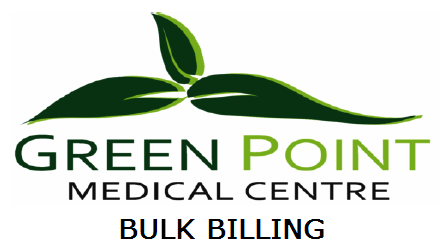 GREEN POINT
MEDICAL CENTRE
BULK BILLING